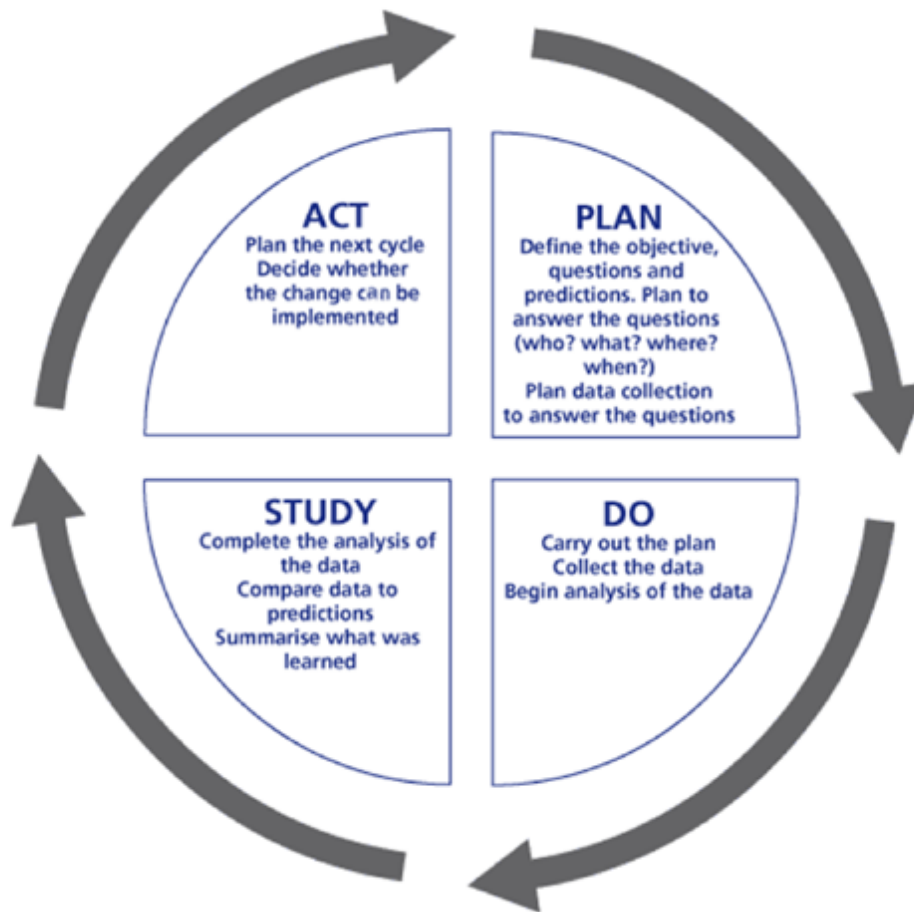 ACT
Plan the next cycle
Decide whether
the change can be
implemented
PLAN
Define the objective,
questions and
predictions. Plan to
answer the questions
(who? what? where?
when?)
Plan data collection
to answer the questions
STUDY
Complete the analysis of
the data
Compare data to
predictions
Summarise what was
learned
DO
Carry out the plan
Collect the data
Begin analysis of the data